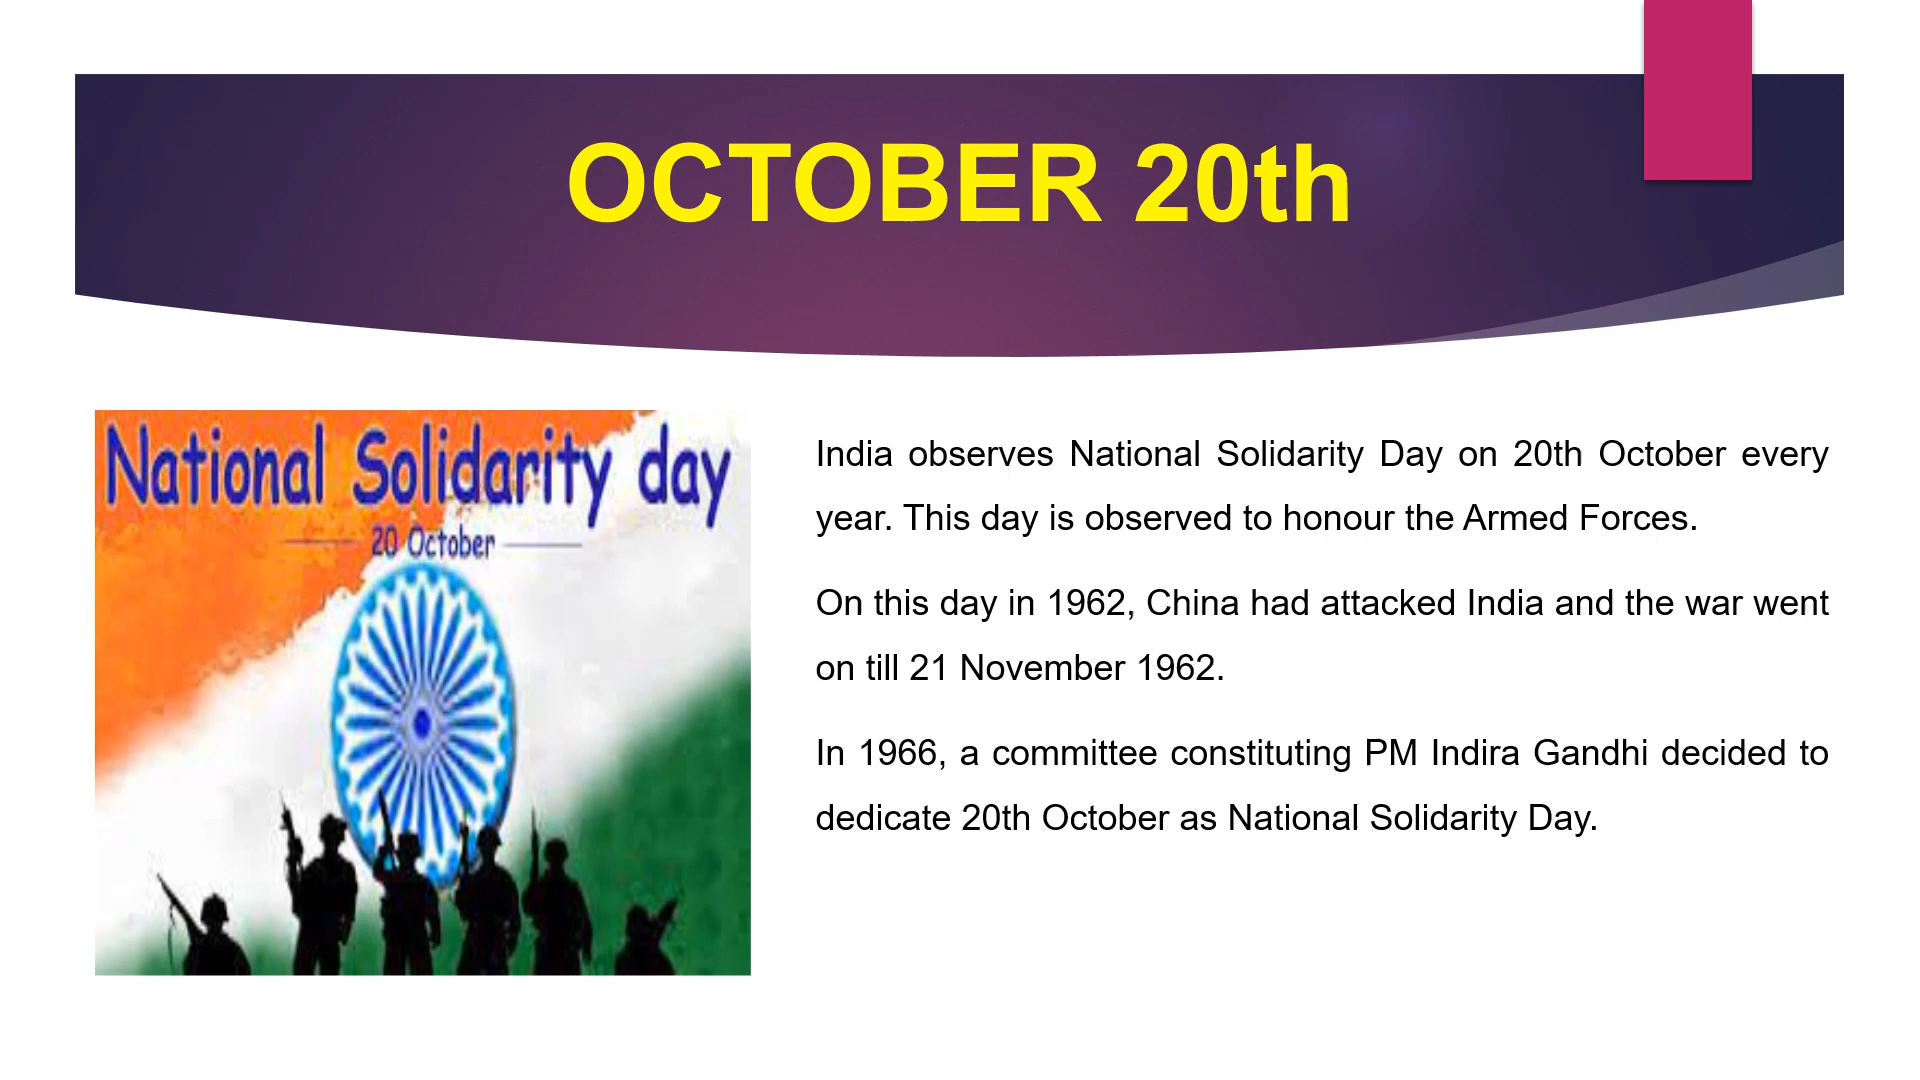 OCTOBER 20th
National Solidarity day
20 October
India observes National Solidarity Day on 20th October every
year. This day is observed to honour the Armed Forces.
On this day in 1962, China had attacked India and the war went
on till 21 November 1962.
In 1966, a committee constituting PM Indira Gandhi decided to
dedicate 20th October as National Solidarity Day.